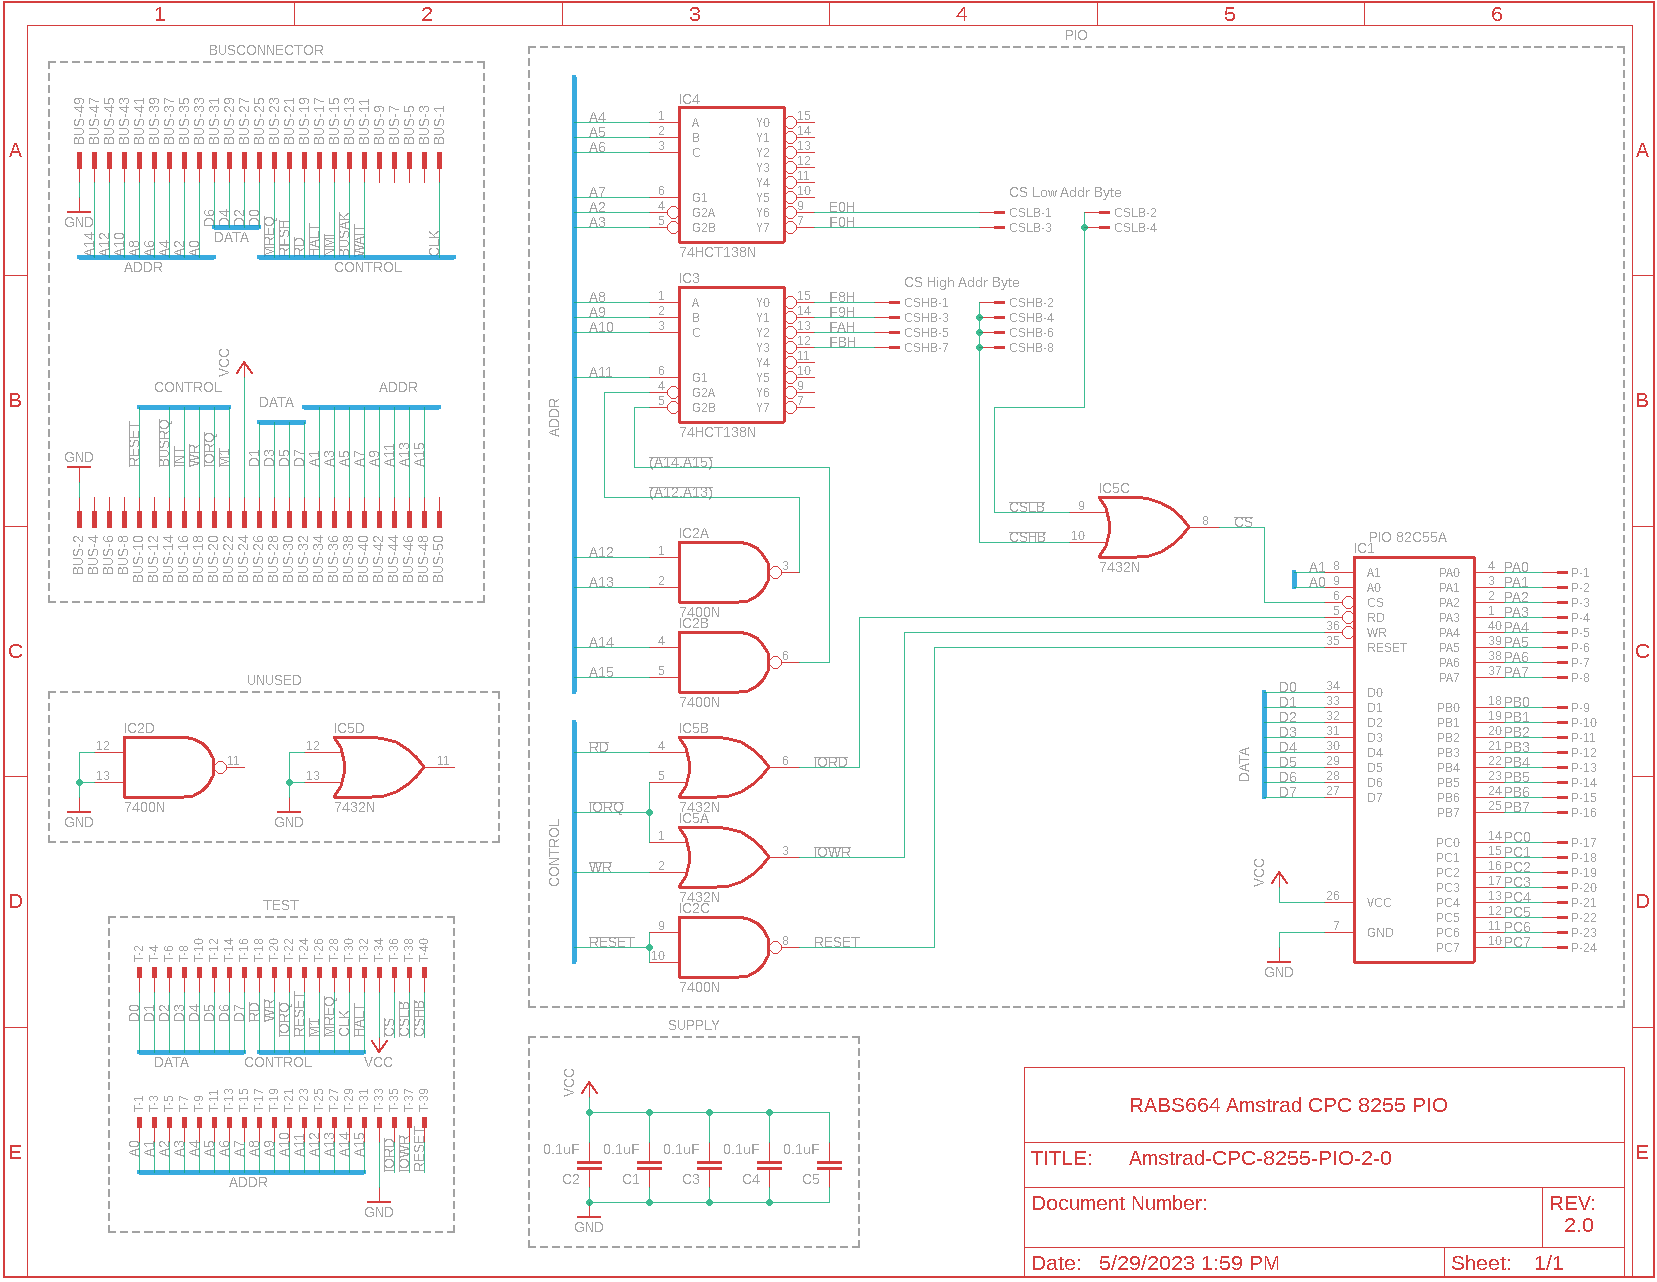 1 2 3 4 5 6
A B C D E
A B C D E
BUSCONNECTOR
BUS-49 BUS-47 BUS-45 BUS-43 BUS-41 BUS-39 BUS-37 BUS-35 BUS-33 BUS-31 BUS-29 BUS-27 BUS-25 BUS-23 BUS-21 BUS-19 BUS-17 BUS-15 BUS-13 BUS-11 BUS-9 BUS-7 BUS-5 BUS-3 BUS-1
GND A14 A12 A10 A8 A6 A4 A2 A0 D6 D4 D2 D0 MREQ RESH RD HALT NMI BUSAK WAIT CLK
ADDR DATA CONTROL
VCC
CONTROL DATA ADDR
GND RESET BUSRQ INT WR IORQ M1 D1 D3 D5 D7 A1 A3 A5 A7 A9 A11 A13 A15
BUS-2 BUS-4 BUS-6 BUS-8 BUS-10 BUS-12 BUS-14 BUS-16 BUS-18 BUS-20 BUS-22 BUS-24 BUS-26 BUS-28 BUS-30 BUS-32 BUS-34 BUS-36 BUS-38 BUS-40 BUS-42 BUS-44 BUS-46 BUS-48 BUS-50
UNUSED
IC2D IC5D
12 13 11 12 13 11
7400N 7432N
GND GND
TEST
T-2 T-4 T-6 T-8 T-10 T-12 T-14 T-16 T-18 T-20 T-22 T-24 T-26 T-28 T-30 T-32 T-34 T-36 T-38 T-40
D0 D1 D2 D3 D4 D5 D6 D7 RD WR IORQ RESET M1 MREQ CLK HALT CS CSLB CSHB
DATA CONTROL VCC
T-1 T-3 T-5 T-7 T-9 T-11 T-13 T-15 T-17 T-19 T-21 T-23 T-25 T-27 T-29 T-31 T-33 T-35 T-37 T-39
A0 A1 A2 A3 A4 A5 A6 A7 A8 A9 A10 A11 A12 A13 A14 A15 IORD IOWR RESET
ADDR
GND
PIO
ADDR
IC4
A4 1 A Y0 15
A5 2 B Y1 14
A6 3 C Y2 13
Y3 12
Y4 11
A7 6 G1 Y5 10
A2 4 G2A Y6 9 E0H CSLB-1 CSLB-2
A3 5 G2B Y7 7 F0H CSLB-3 CSLB-4
74HCT138N
CS Low Addr Byte
IC3
CS High Addr Byte
A8 1 A Y0 15 F8H CSHB-1 CSHB-2
A9 2 B Y1 14 F9H CSHB-3 CSHB-4
A10 3 C Y2 13 FAH CSHB-5 CSHB-6
Y3 12 FBH CSHB-7 CSHB-8
Y4 11
A11 6 G1 Y5 10
4 G2A Y6 9
5 G2B Y7 7
74HCT138N
(A14.A15)
(A12.A13)
IC2A
A12 1 3
A13 2
7400N
IC2B
A14 4 6
A15 5
7400N
IC5C
CSLB 9 8 CS
CSHB 10
7432N
CONTROL
IC5B
RD 4 6 IORD
5
7432N
IORQ
IC5A
1 3 IOWR
WR 2
7432N
IC2C
RESET 9 8 RESET
10
7400N
PIO 82C55A
IC1
A1 8 A1 PA0 4 PA0 P-1
A0 9 A0 PA1 3 PA1 P-2
6 CS PA2 2 PA2 P-3
5 RD PA3 1 PA3 P-4
36 WR PA4 40 PA4 P-5
35 RESET PA5 39 PA5 P-6
PA6 38 PA6 P-7
PA7 37 PA7 P-8
DATA
D0 34 D0
D1 33 D1 PB0 18 PB0 P-9
D2 32 D2 PB1 19 PB1 P-10
D3 31 D3 PB2 20 PB2 P-11
D4 30 D4 PB3 21 PB3 P-12
D5 29 D5 PB4 22 PB4 P-13
D6 28 D6 PB5 23 PB5 P-14
D7 27 D7 PB6 24 PB6 P-15
PB7 25 PB7 P-16
PC0 14 PC0 P-17
PC1 15 PC1 P-18
PC2 16 PC2 P-19
PC3 17 PC3 P-20
VCC 26 VCC PC4 13 PC4 P-21
PC5 12 PC5 P-22
7 GND PC6 11 PC6 P-23
PC7 10 PC7 P-24
GND
SUPPLY
VCC
0.1uF 0.1uF 0.1uF 0.1uF 0.1uF
C2 C1 C3 C4 C5
GND
RABS664 Amstrad CPC 8255 PIO
TITLE: Amstrad-CPC-8255-PIO-2-0
Document Number:
REV:
2.0
Date: 5/29/2023 1:59 PM
Sheet: 1/1